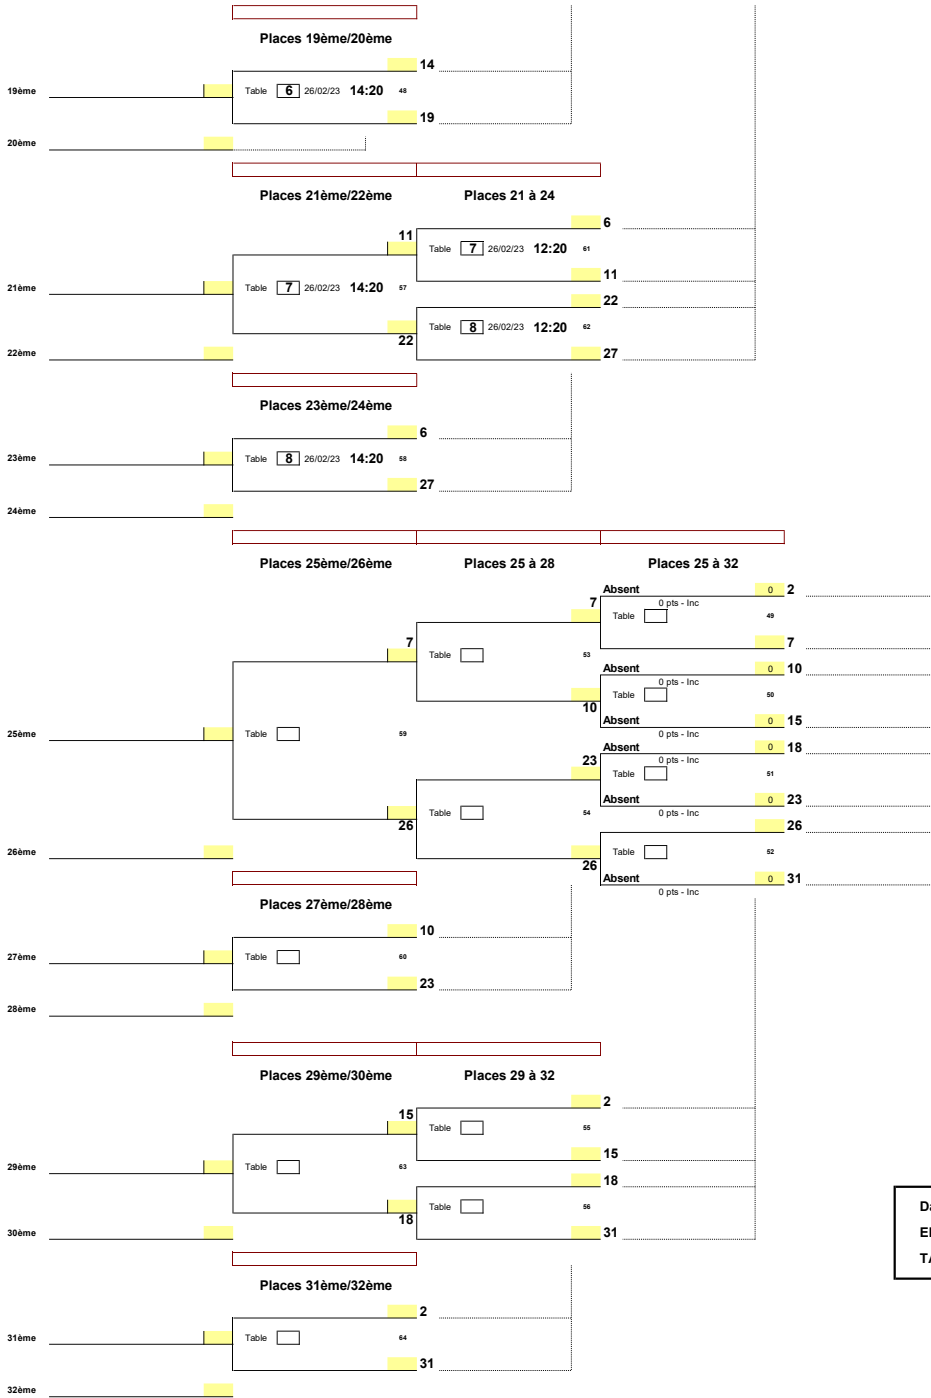 Places 19ème/20ème
14
19ème Table 6 26/02/23 14:20 48
19
20ème
Places 21ème/22ème Places 21 à 24
6
11 Table 7 26/02/23 12:20 61
11
21ème Table 7 26/02/23 14:20 57
22
Table 8 26/02/23 12:20 62
22
22ème 27
Places 23ème/24ème
6
23ème Table 8 26/02/23 14:20 58
27
24ème
Places 25ème/26ème Places 25 à 28 Places 25 à 32
Absent 0 2
7 0 pts - Inc
Table 49
7 Table 53 7
Absent 0 10
0 pts - Inc
Table 50
10
Absent 0 15
25ème Table 59 0 pts - Inc
Absent 0 18
23 0 pts - Inc
Table 51
Absent 0 23
26 Table 54 0 pts - Inc
26
26ème Table 52
26
Absent 0 31
0 pts - Inc
Places 27ème/28ème
10
27ème Table 60
23
28ème
Places 29ème/30ème Places 29 à 32
2
15 Table 55
15
29ème Table 63
18
Table 56
18
30ème 31
Da
El
TA
Places 31ème/32ème
2
31ème Table 64
31
32ème